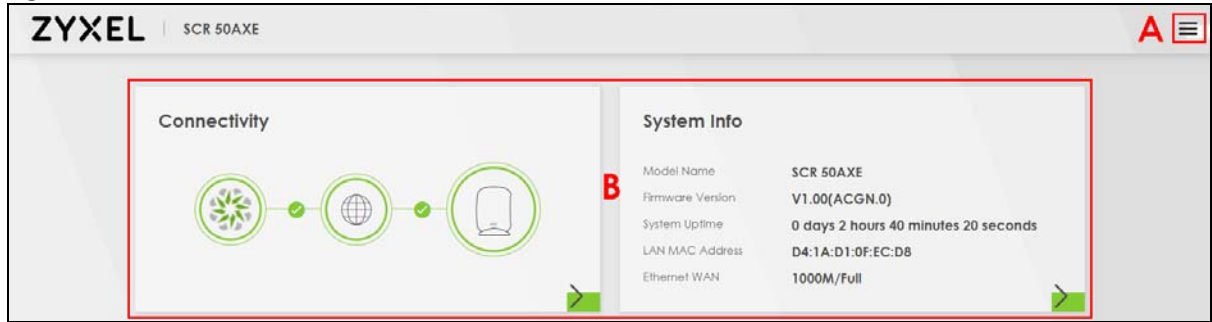 ZYXEL SCR 50AXE
A
Connectivity
B
System Info
Model Name SCR 50AXE
Firmware Version V1.00(ACGN.0)
System Uptime 0 days 2 hours 40 minutes 20 seconds
LAN MAC Address D4:1A:D1:0F:EC:D8
Ethernet WAN 1000M/Full